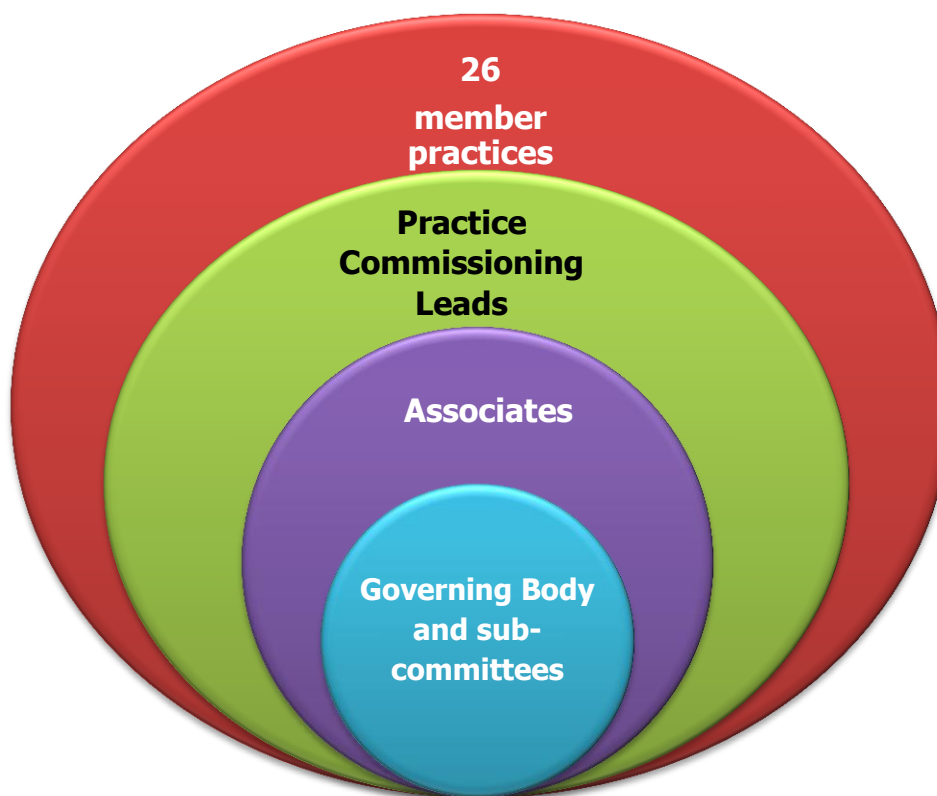 26
member
practices
Practice
Commissioning
Leads
Associates
Governing Body
and sub-
committees